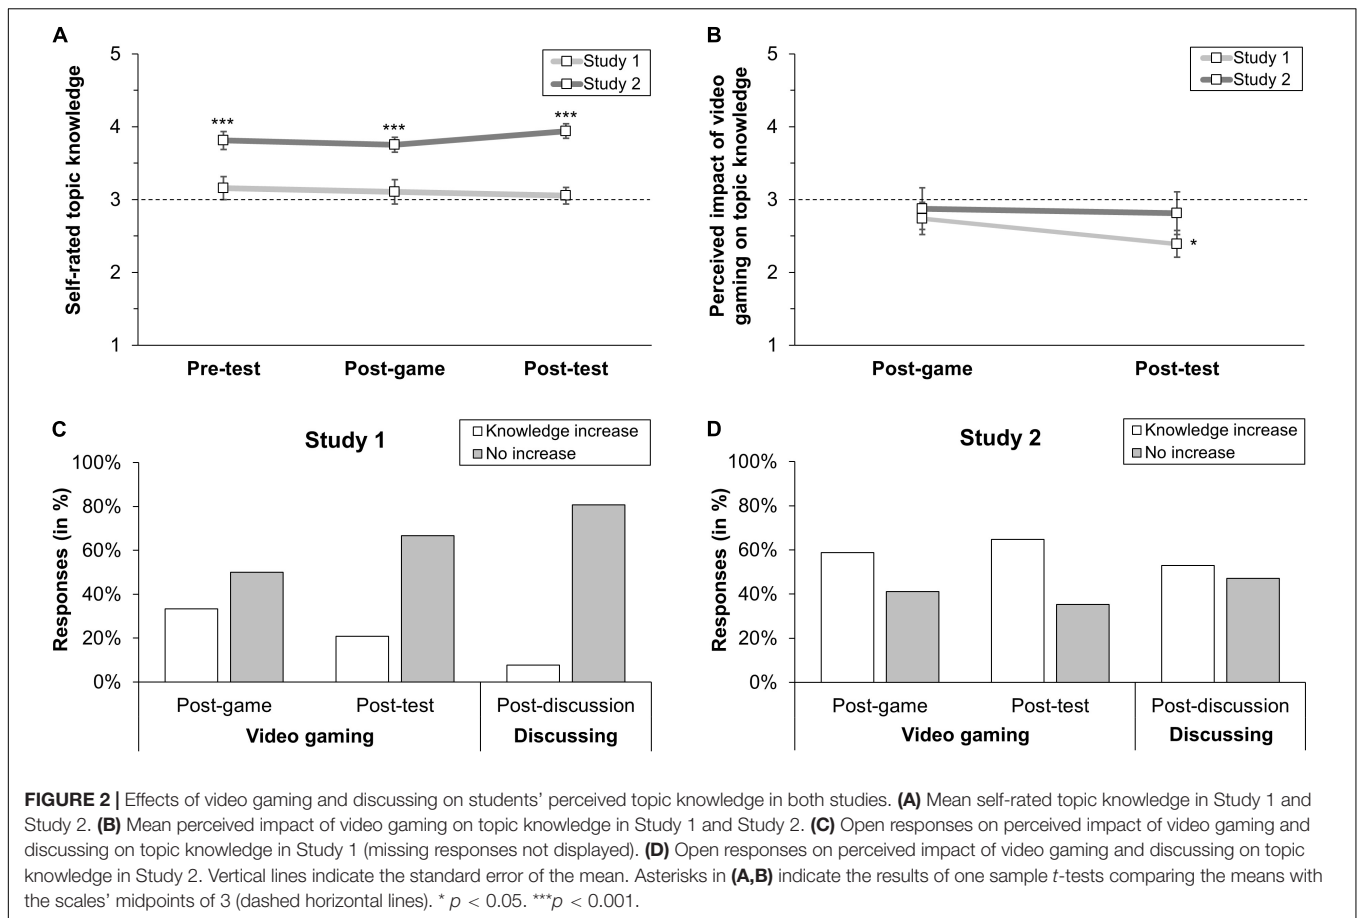 A
Self-rated topic knowledge
5
4
3
2
1
Study 1
Study 2
***
***
***
Pre-test
Post-game
Post-test
B
Perceived impact of video
gaming on topic knowledge
5
4
3
2
1
Study 1
Study 2
*
Post-game
Post-test
C
Study 1
Knowledge increase
No increase
Responses (in %)
100%
80%
60%
40%
20%
0%
Post-game
Post-test
Post-discussion
Video gaming
Discussing
D
Study 2
Knowledge increase
No increase
Responses (in %)
100%
80%
60%
40%
20%
0%
Post-game
Post-test
Post-discussion
Video gaming
Discussing
FIGURE 2 | Effects of video gaming and discussing on students’ perceived topic knowledge in both studies. (A) Mean self-rated topic knowledge in Study 1 and
Study 2. (B) Mean perceived impact of video gaming on topic knowledge in Study 1 and Study 2. (C) Open responses on perceived impact of video gaming and
discussing on topic knowledge in Study 1 (missing responses not displayed). (D) Open responses on perceived impact of video gaming and discussing on topic
knowledge in Study 2. Vertical lines indicate the standard error of the mean. Asterisks in (A,B) indicate the results of one sample t-tests comparing the means with
the scales’ midpoints of 3 (dashed horizontal lines). * p < 0.05. ***p < 0.001.